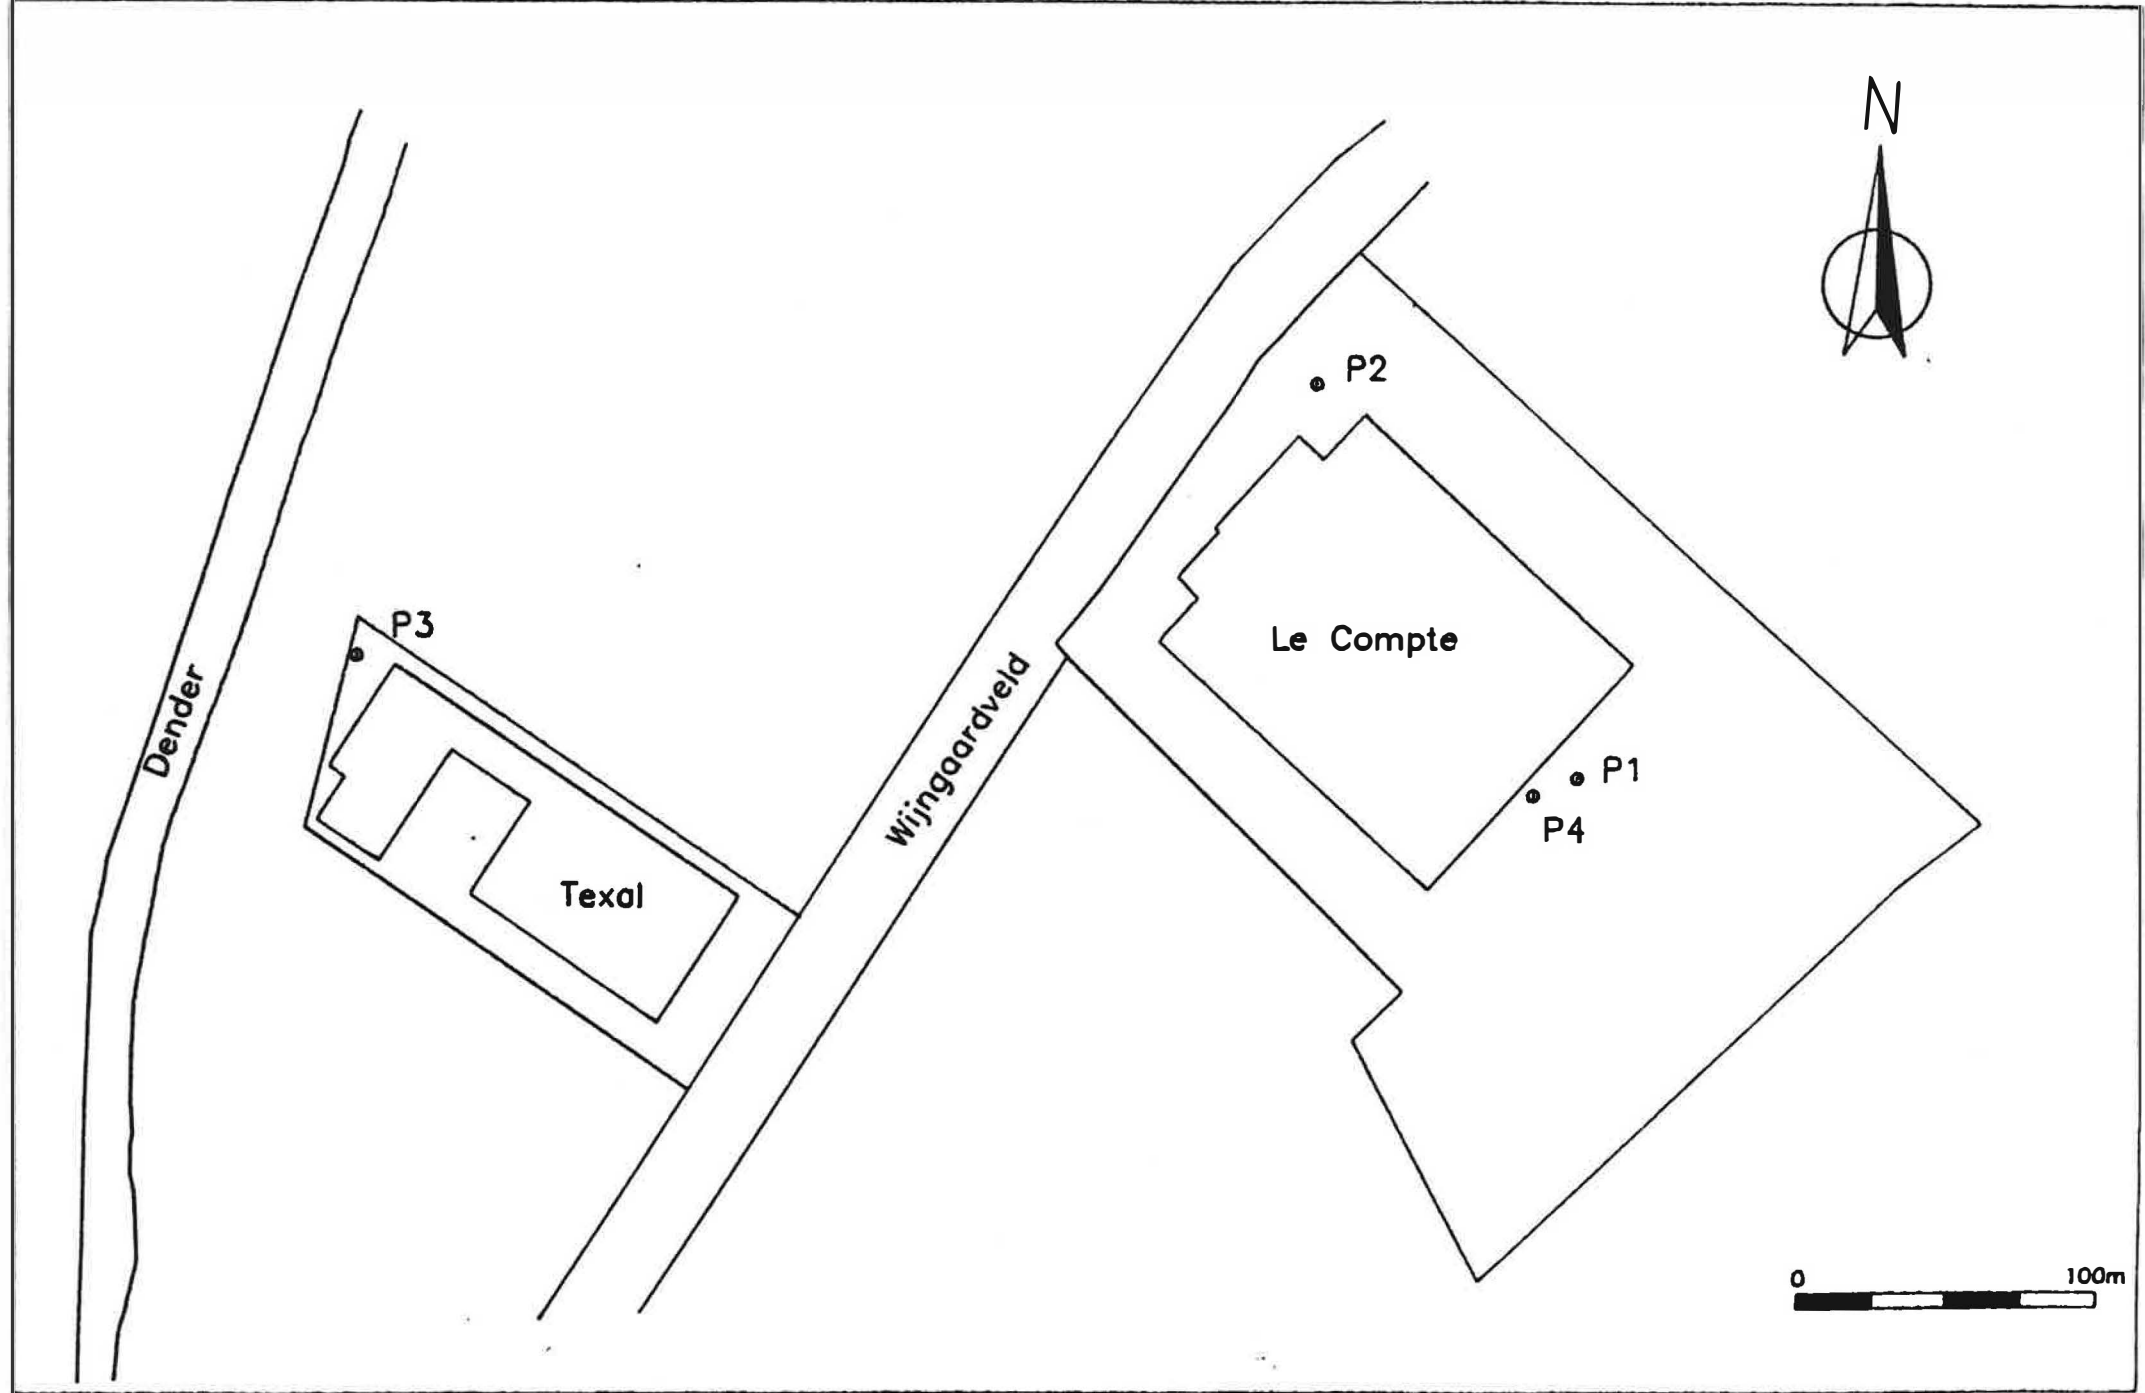 N
P2
P3
Le Compte
Dender
Wijngaardveld
P1
P4
Texal
0 100m